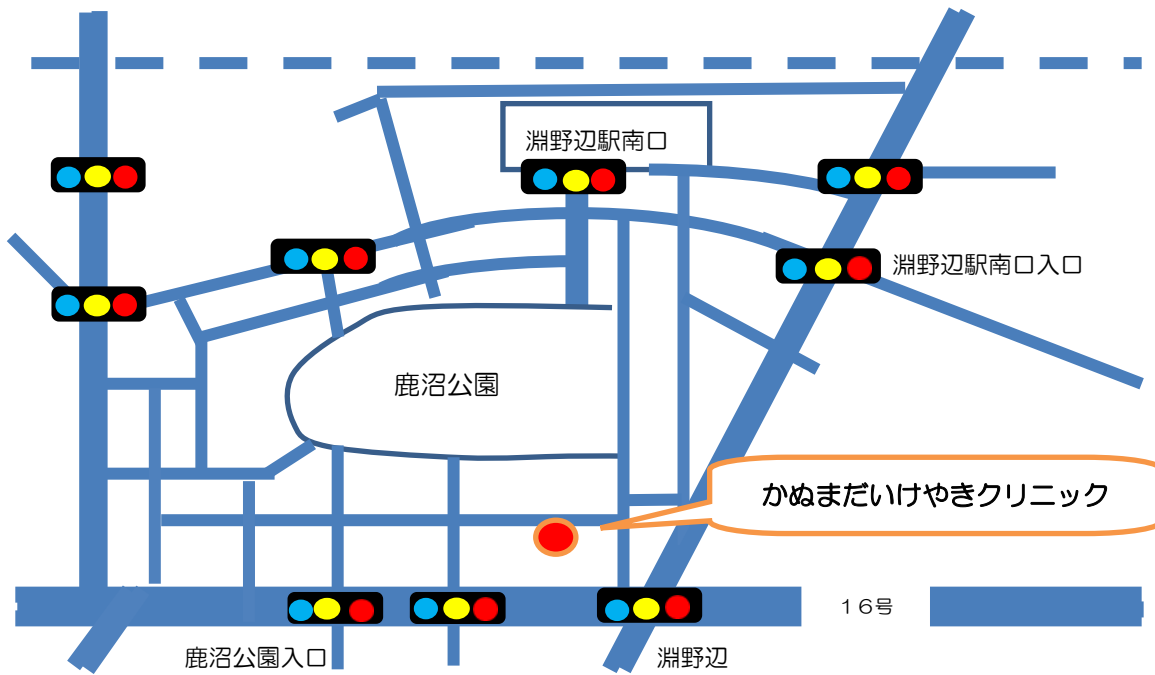 淵野辺駅南口
淵野辺駅南口入口
鹿沼公園
かぬまだいけやきクリニック
１６号
鹿沼公園入口
淵野辺